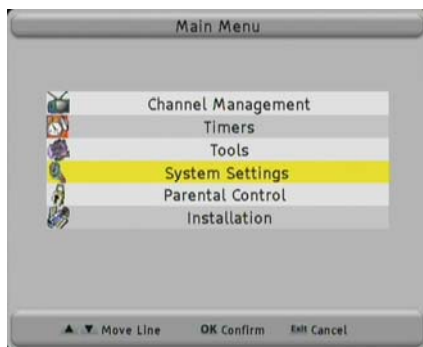 Main Menu
Channel Management
Timers
Tools
System Settings
Parental Control
Installation
▲ ▼ Move Line OK Confirm Exit Cancel